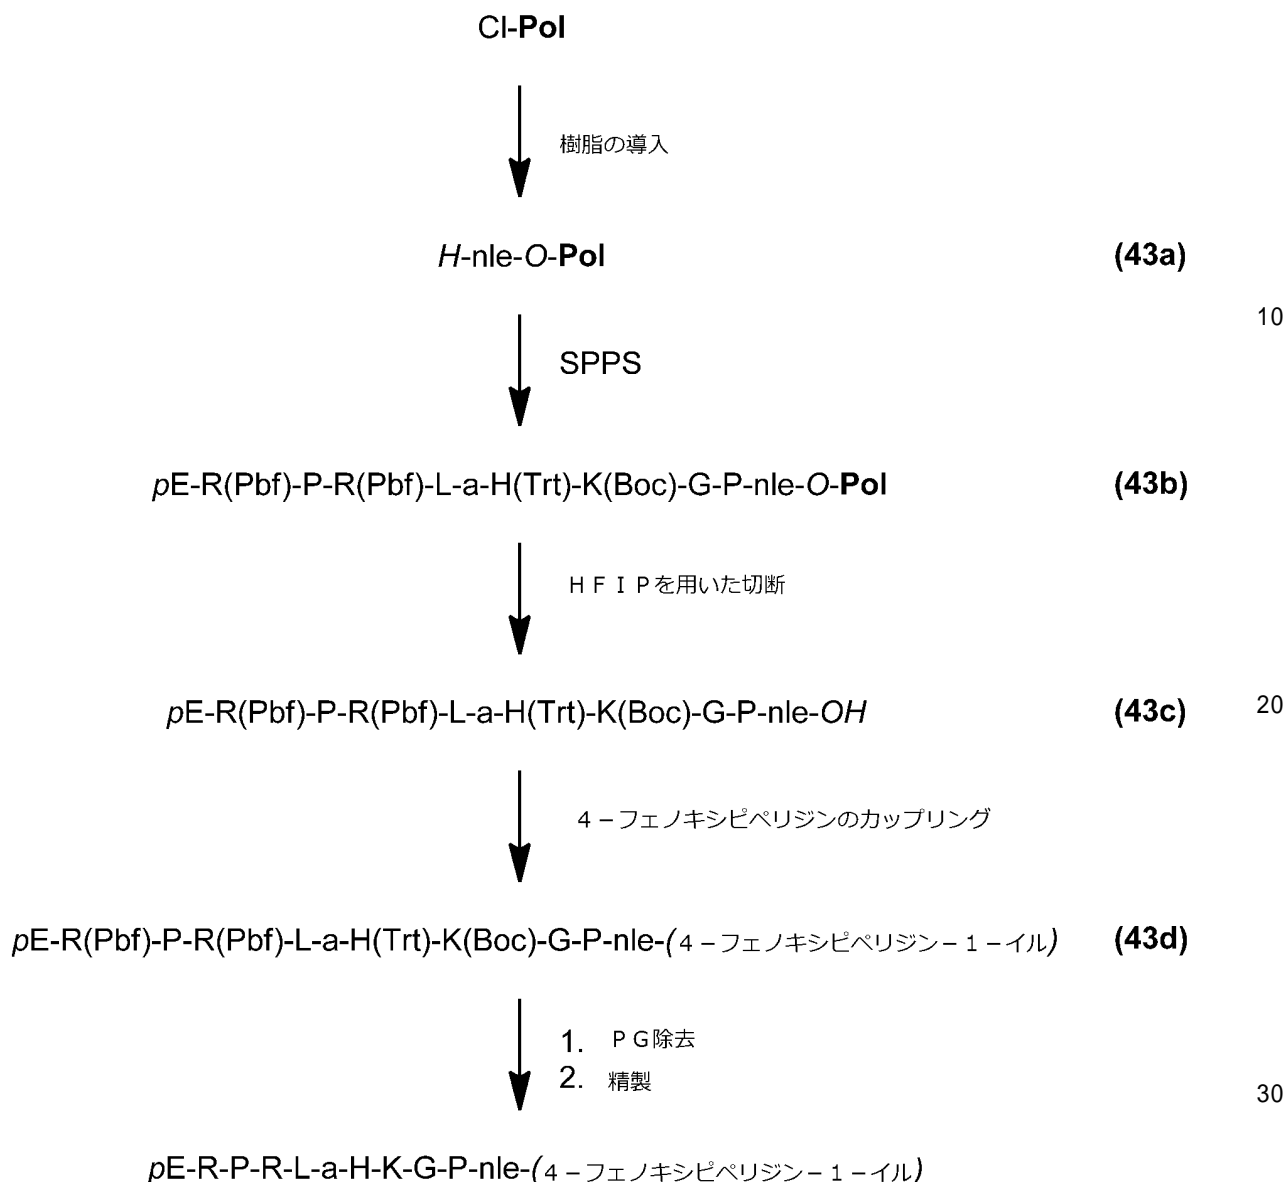 Cl-Pol
樹脂の導入
H-nle-O-Pol (43a)
10
SPPS
pE-R(Pbf)-P-R(Pbf)-L-a-H(Trt)-K(Boc)-G-P-nle-O-Pol (43b)
ＨＦＩＰを用いた切断
pE-R(Pbf)-P-R(Pbf)-L-a-H(Trt)-K(Boc)-G-P-nle-OH (43c) 20
４－フェノキシピペリジンのカップリング
pE-R(Pbf)-P-R(Pbf)-L-a-H(Trt)-K(Boc)-G-P-nle-(４－フェノキシピペリジン－１－イル) (43d)
1. ＰＧ除去
2. 精製
30
pE-R-P-R-L-a-H-K-G-P-nle-(４－フェノキシピペリジン－１－イル)